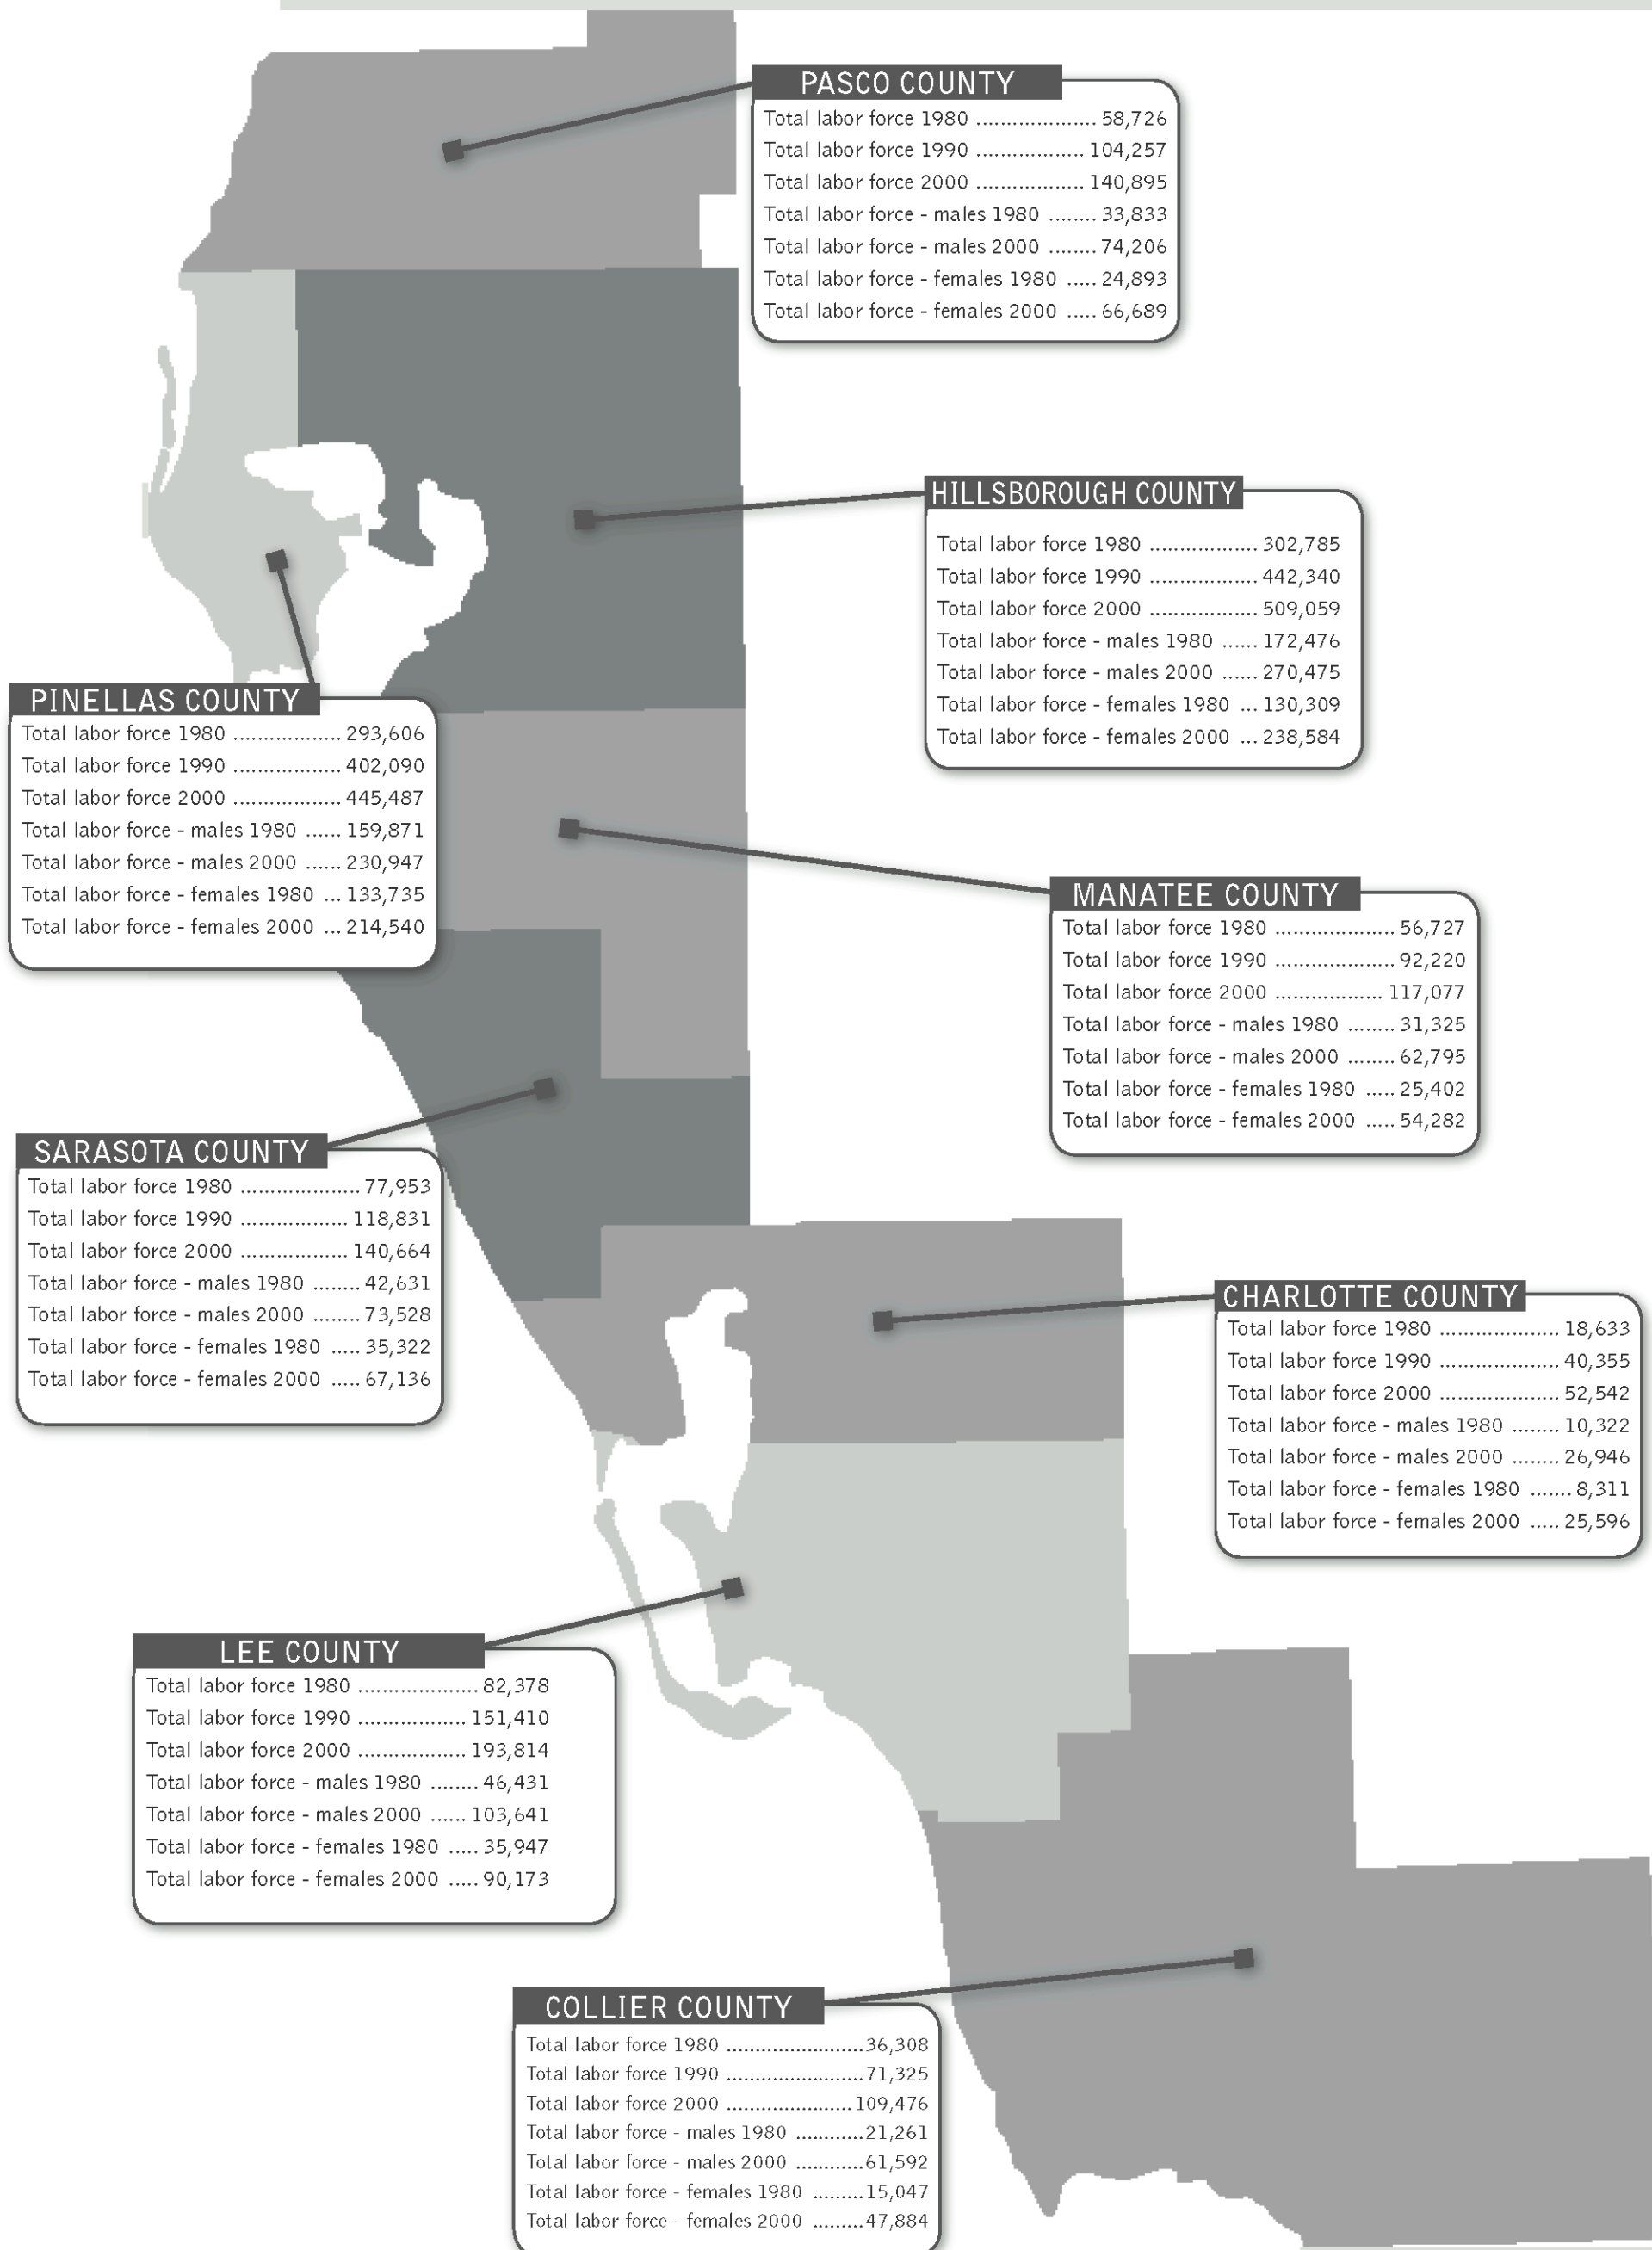 PASCO COUNTY
Total labor force 1980 .................... 58,726
Total labor force 1990 .................. 104,257
Total labor force 2000 .................. 140,895
Total labor force - males 1980 ........ 33,833
Total labor force - males 2000 ........ 74,206
Total labor force - females 1980 ..... 24,893
Total labor force - females 2000 ..... 66,689
HILLSBOROUGH COUNTY
Total labor force 1980 .................. 302,785
Total labor force 1990 .................. 442,340
Total labor force 2000 .................. 509,059
Total labor force - males 1980 ...... 172,476
Total labor force - males 2000 ...... 270,475
Total labor force - females 1980 ... 130,309
Total labor force - females 2000 ... 238,584
PINELLAS COUNTY
Total labor force 1980 .................. 293,606
Total labor force 1990 .................. 402,090
Total labor force 2000 .................. 445,487
Total labor force - males 1980 ...... 159,871
Total labor force - males 2000 ...... 230,947
Total labor force - females 1980 ... 133,735
Total labor force - females 2000 ... 214,540
MANATEE COUNTY
Total labor force 1980 .................... 56,727
Total labor force 1990 .................... 92,220
Total labor force 2000 .................. 117,077
Total labor force - males 1980 ........ 31,325
Total labor force - males 2000 ........ 62,795
Total labor force - females 1980 ..... 25,402
Total labor force - females 2000 ..... 54,282
SARASOTA COUNTY
Total labor force 1980 .................... 77,953
Total labor force 1990 .................. 118,831
Total labor force 2000 .................. 140,664
Total labor force - males 1980 ........ 42,631
Total labor force - males 2000 ........ 73,528
Total labor force - females 1980 ..... 35,322
Total labor force - females 2000 ..... 67,136
CHARLOTTE COUNTY
Total labor force 1980 .................... 18,633
Total labor force 1990 .................... 40,355
Total labor force 2000 .................... 52,542
Total labor force - males 1980 ........ 10,322
Total labor force - males 2000 ........ 26,946
Total labor force - females 1980 ....... 8,311
Total labor force - females 2000 ..... 25,596
LEE COUNTY
Total labor force 1980 .................... 82,378
Total labor force 1990 .................. 151,410
Total labor force 2000 .................. 193,814
Total labor force - males 1980 ........ 46,431
Total labor force - males 2000 ...... 103,641
Total labor force - females 1980 ..... 35,947
Total labor force - females 2000 ..... 90,173
COLLIER COUNTY
Total labor force 1980 .......................36,308
Total labor force 1990 .......................71,325
Total labor force 2000 .....................109,476
Total labor force - males 1980 ............21,261
Total labor force - males 2000 ............61,592
Total labor force - females 1980 .........15,047
Total labor force - females 2000 .........47,884